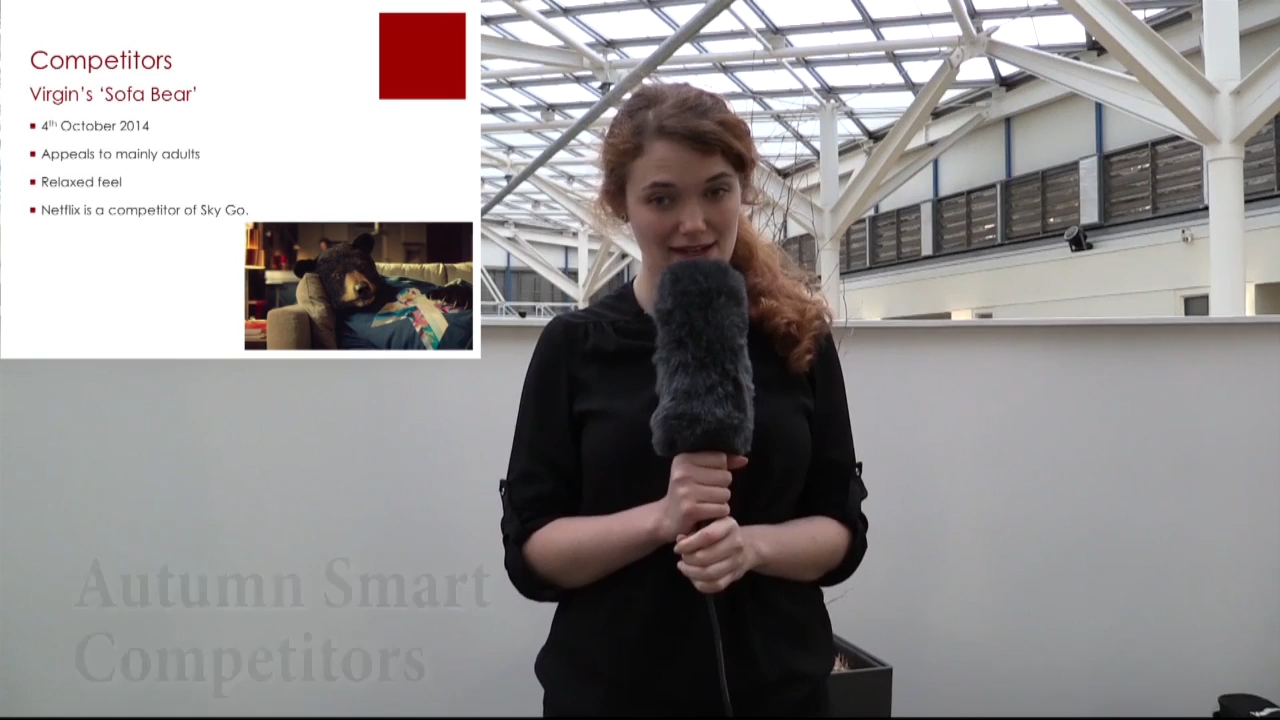 Competitors
Virgin's 'Sofa Bear'
4th October 2014
Appeals to mainly adults
Relaxed feel
Netflix is a competitor of Sky Go.
Autumn Smart
Competitors